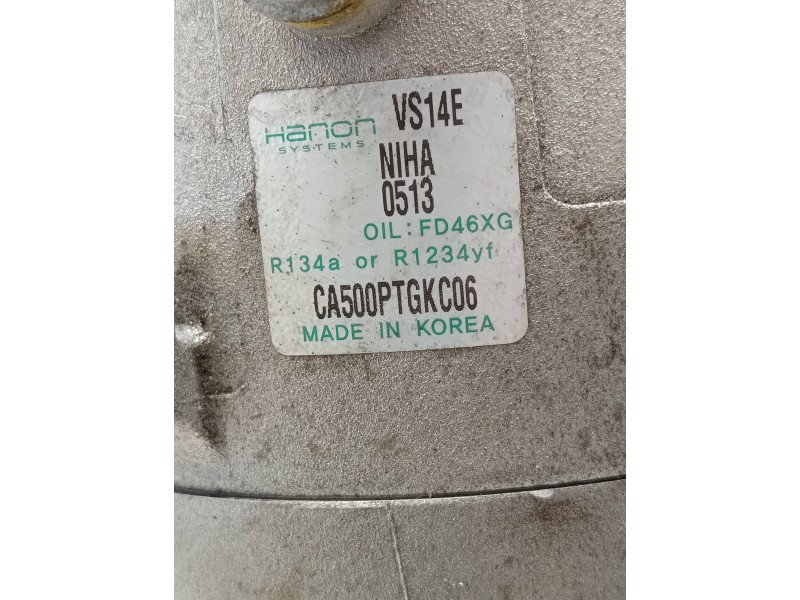 Hanon VS14E
SYSTEMS
NIHA
0513
OIL: FD46XG
R134a or R1234yf
CA500PTGKC06
MADE IN KOREA